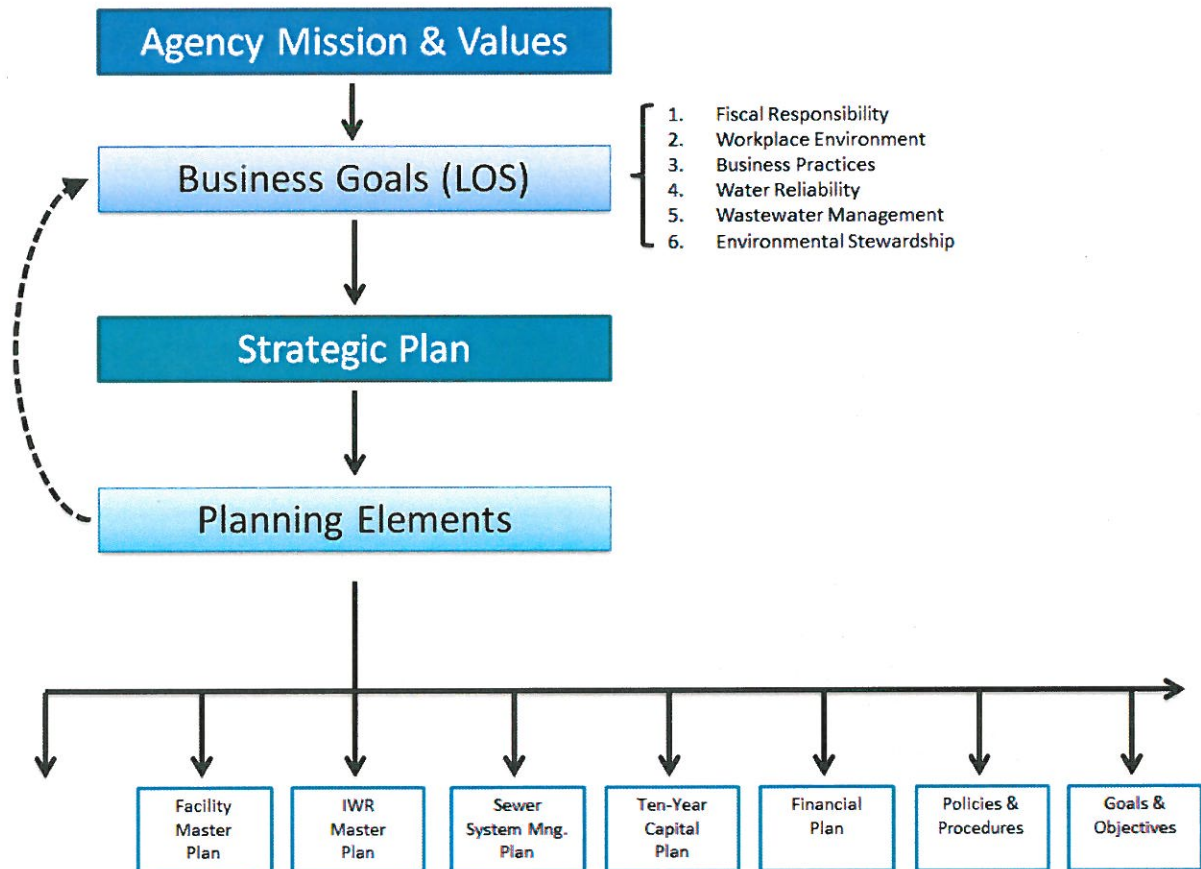 Agency Mission & Values
Business Goals (LOS)
1. Fiscal Responsibility
2. Workplace Environment
3. Business Practices
4. Water Reliability
5. Wastewater Management
6. Environmental Stewardship
Strategic Plan
Planning Elements
Facility
Master
Plan
IWR
Master
Plan
Sewer
System Mng.
Plan
Ten-Year
Capital
Plan
Financial
Plan
Policies &
Procedures
Goals &
Objectives